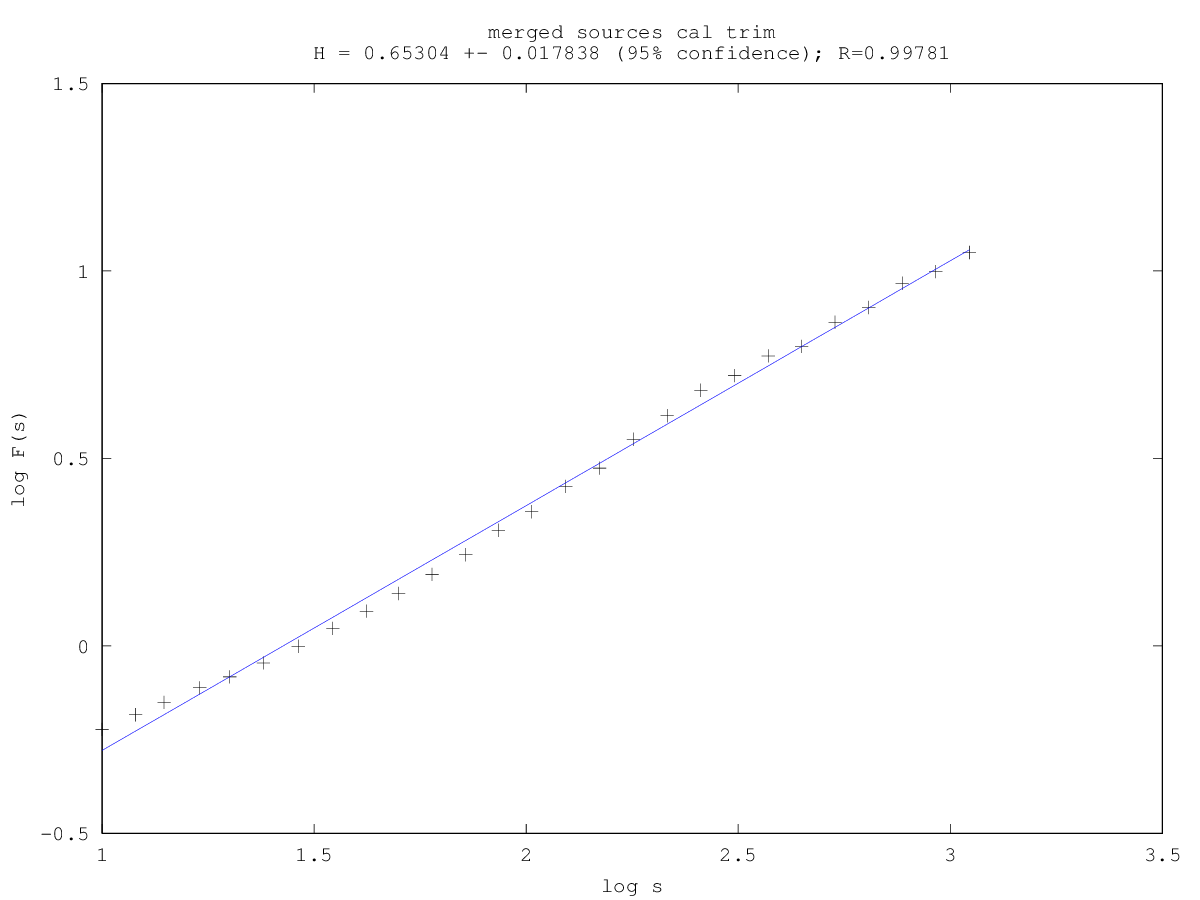 merged sources cal trim
H = 0.65304 +- 0.017838 (95% confidence); R=0.99781
1.5
1
0.5
0
-0.5
log F(s)
1 1.5 2 2.5 3 3.5
log s